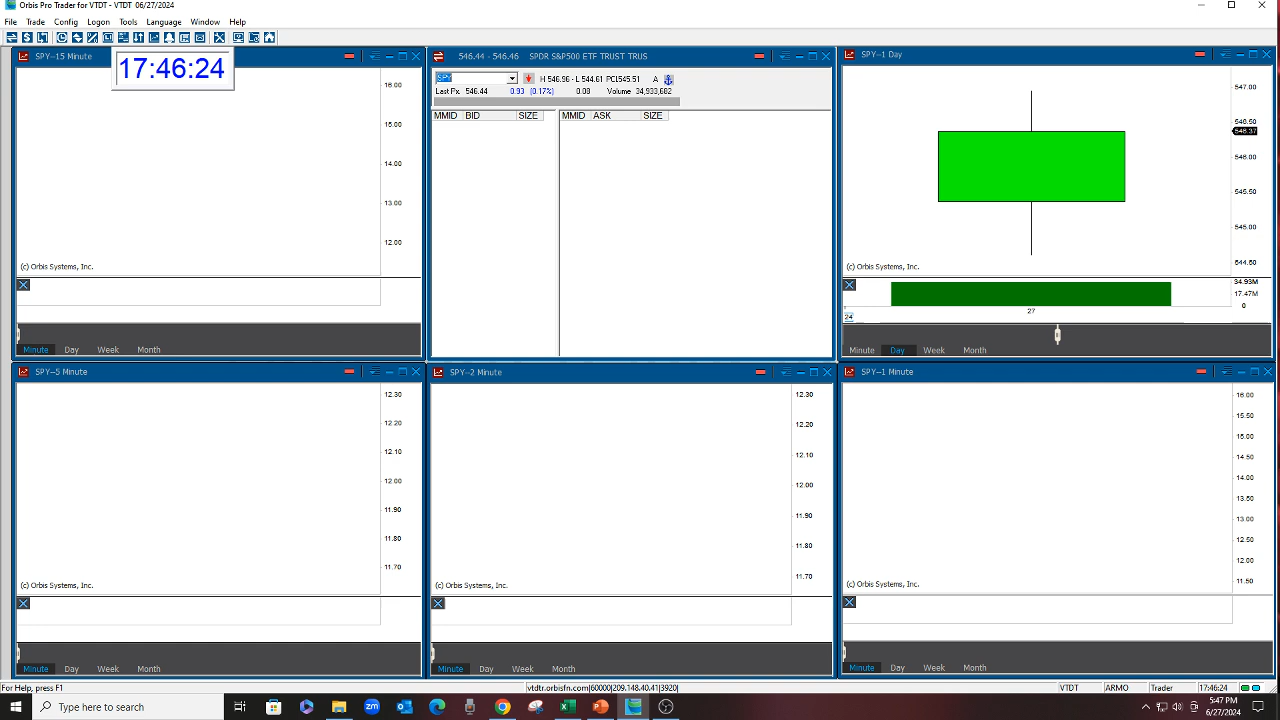 Orbis Pro Trader for VTDT - VTDT 06/27/2024
File Trade Config Logon Tools Language Window Help
SPY--15 Minute
17:46:24
16.00
15.00
14.00
13.00
12.00
(c) Orbis Systems, Inc.
Minute Day Week Month
546.44 - 546.46 SPDR S&P500 ETF TRUST TRUS
SPY H 546.96 - L 544.61 PCL545.51 A
Last Px. 546.44 0.93 (0.17%) 0.08 Volume 34,933,682
MMID BID SIZE MMID ASK SIZE
SPY--1 Day
547.00
546.50
546.37
546.00
545.50
545.00
544.50
(c) Orbis Systems, Inc.
34.93M
17.47M
0
27
24
Minute Day Week Month
SPY--5 Minute
12.30
12.20
12.10
12.00
11.90
11.80
11.70
(c) Orbis Systems, Inc.
Minute Day Week Month
SPY--2 Minute
12.30
12.20
12.10
12.00
11.90
11.80
11.70
(c) Orbis Systems, Inc.
Minute Day Week Month
SPY--1 Minute
16.00
15.50
15.00
14.50
14.00
13.50
13.00
12.50
12.00
11.50
(c) Orbis Systems, Inc.
Minute Day Week Month
For Help, press F1 vtdtr.orbisfn.com|60000|209.148.40.41|3920| VTDT ARMO Trader 17:46:24
Type here to search
5:47 PM
6/27/2024